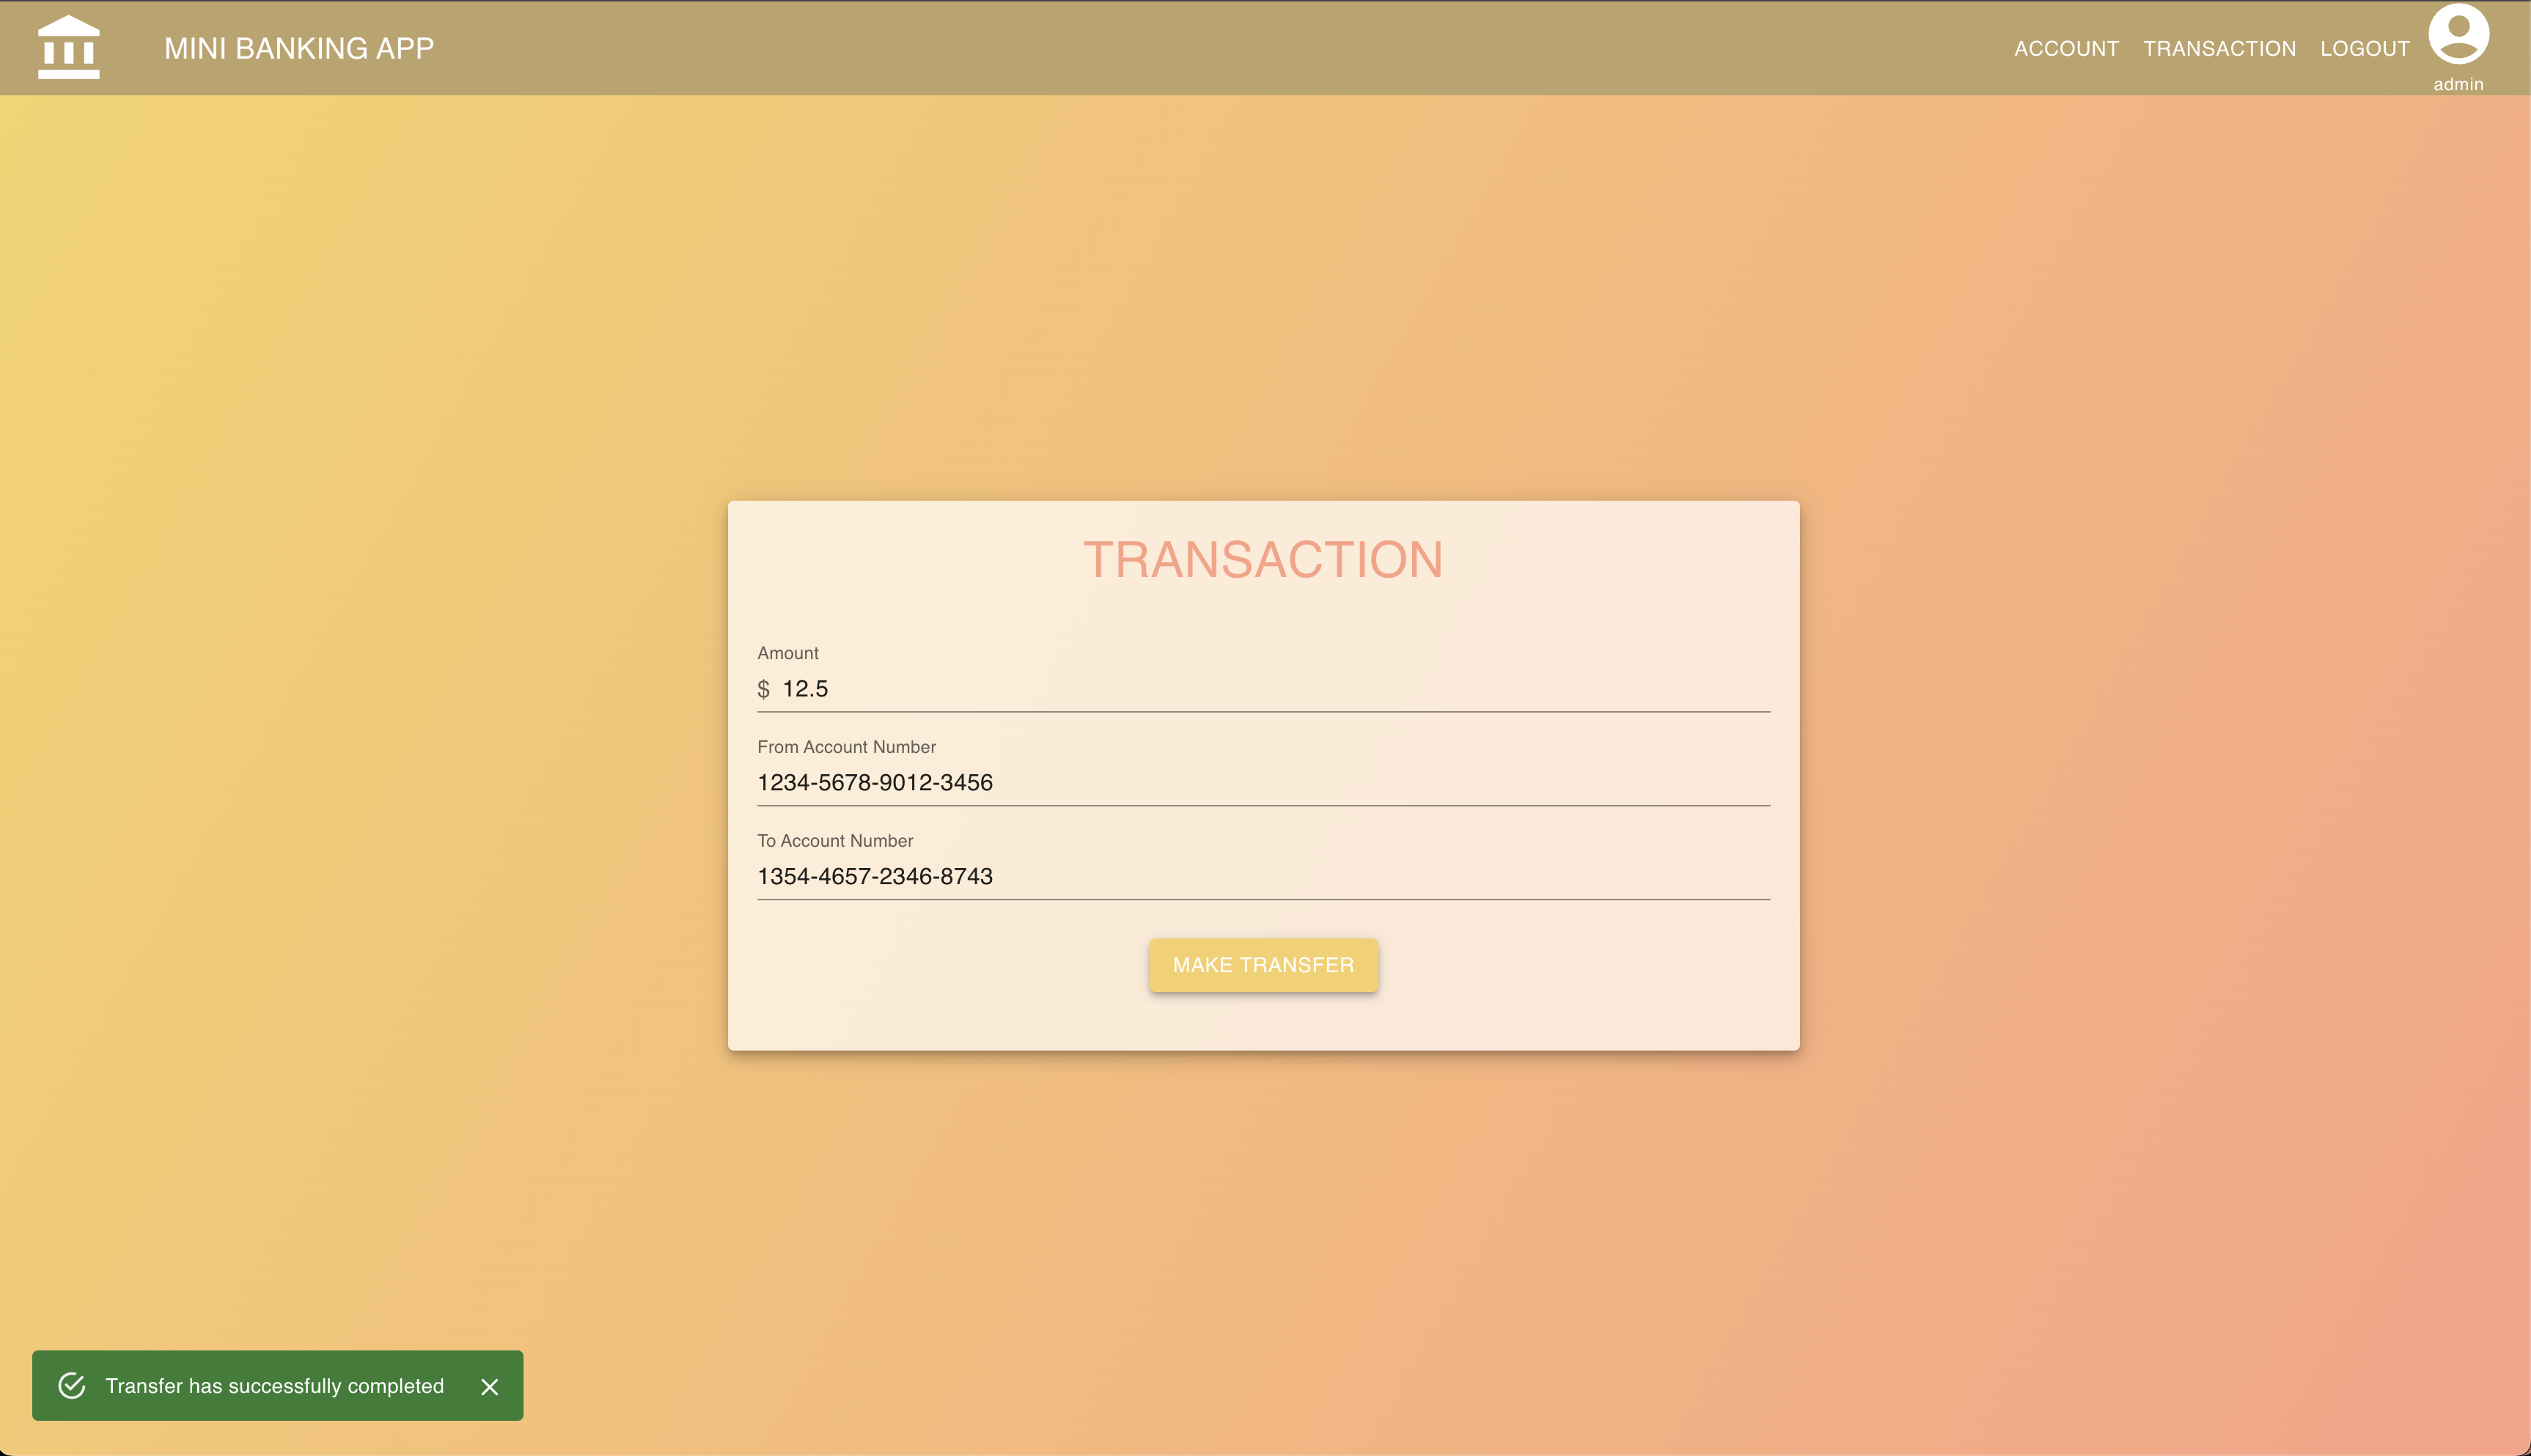 MINI BANKING APP
ACCOUNT TRANSACTION LOGOUT
admin
TRANSACTION
Amount
$ 12.5
From Account Number
1234-5678-9012-3456
To Account Number
1354-4657-2346-8743
MAKE TRANSFER
Transfer has successfully completed